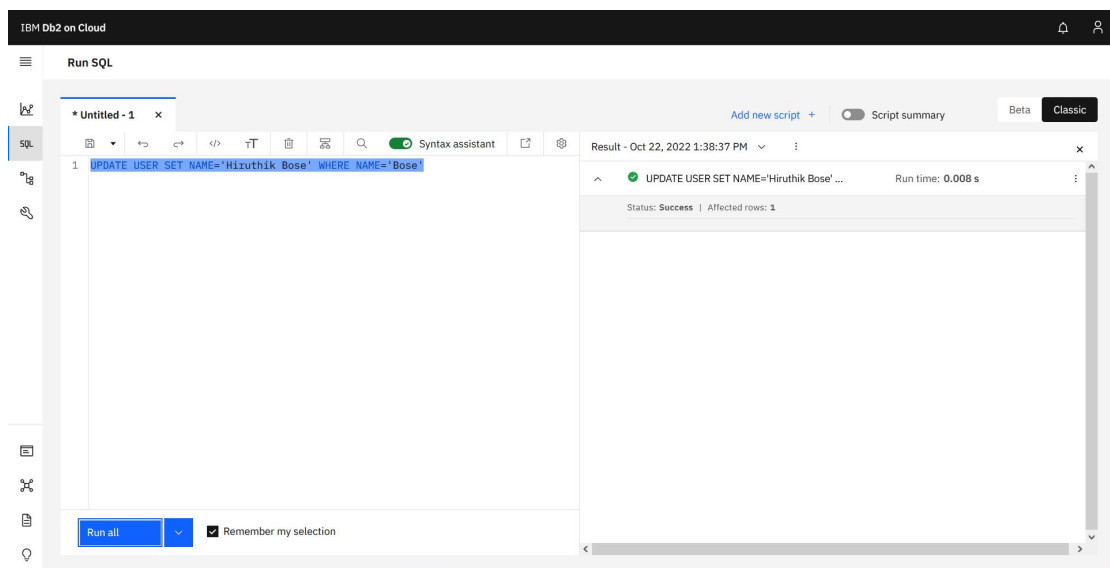 IBM Db2 on Cloud
Run SQL
* Untitled - 1 ×
Add new script +
Script summary
Beta
Classic
SQL
Syntax assistant
Result - Oct 22, 2022 1:38:37 PM
1 UPDATE USER SET NAME='Hiruthik Bose' WHERE NAME='Bose'
UPDATE USER SET NAME='Hiruthik Bose' ...
Run time: 0.008 s
Status: Success | Affected rows: 1
Run all
Remember my selection